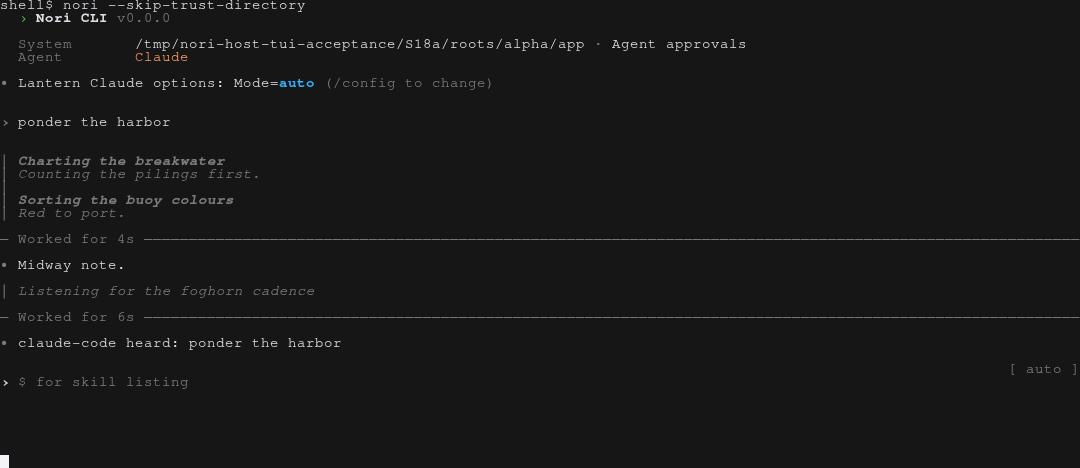 shell$ nori --skip-trust-directory
› Nori CLI v0.0.0
System /tmp/nori-host-tui-acceptance/S18a/roots/alpha/app · Agent approvals
Agent Claude
• Lantern Claude options: Mode=auto (/config to change)
› ponder the harbor
│ Charting the breakwater
│ Counting the pilings first.
│
│ Sorting the buoy colours
│ Red to port.
─ Worked for 4s ─
• Midway note.
│ Listening for the foghorn cadence
─ Worked for 6s ─
• claude-code heard: ponder the harbor
[ auto ]
› $ for skill listing